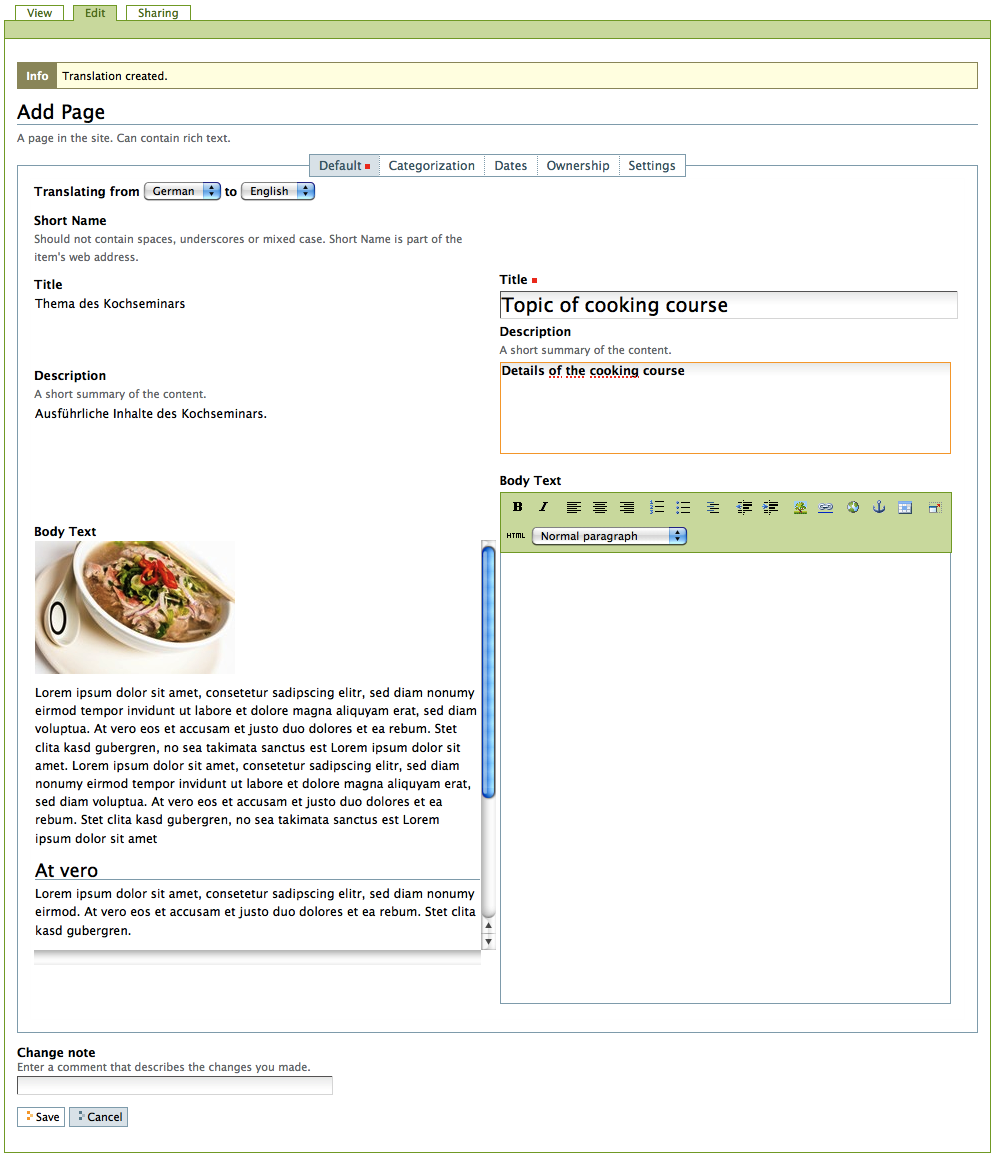 View Edit Sharing
Info Translation created.
Add Page
A page in the site. Can contain rich text.
Default Categorization Dates Ownership Settings
Translating from German to English
Short Name
Should not contain spaces, underscores or mixed case. Short Name is part of the
item's web address.
Title
Thema des Kochseminars
Description
A short summary of the content.
Ausführliche Inhalte des Kochseminars.
Body Text
Lorem ipsum dolor sit amet, consetetur sadipscing elitr, sed diam nonumy
eirmod tempor invidunt ut labore et dolore magna aliquyam erat, sed diam
voluptua. At vero eos et accusam et justo duo dolores et ea rebum. Stet
clita kasd gubergren, no sea takimata sanctus est Lorem ipsum dolor sit
amet. Lorem ipsum dolor sit amet, consetetur sadipscing elitr, sed diam
nonumy eirmod tempor invidunt ut labore et dolore magna aliquyam erat,
sed diam voluptua. At vero eos et accusam et justo duo dolores et ea
rebum. Stet clita kasd gubergren, no sea takimata sanctus est Lorem
ipsum dolor sit amet
At vero
Lorem ipsum dolor sit amet, consetetur sadipscing elitr, sed diam nonumy
eirmod. At vero eos et accusam et justo duo dolores et ea rebum. Stet clita
kasd gubergren.
Title
Topic of cooking course
Description
A short summary of the content.
Details of the cooking course
Body Text
B I
HTML Normal paragraph
Change note
Enter a comment that describes the changes you made.
Save Cancel